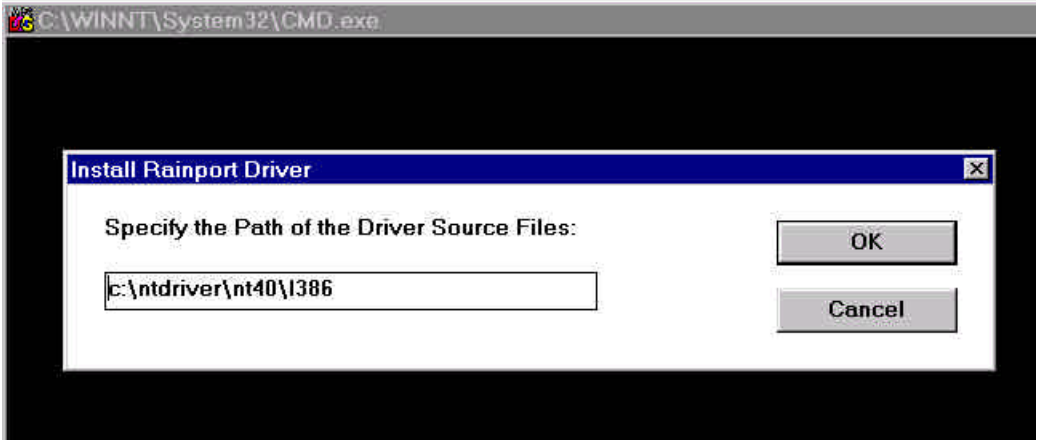 C:\WINNT\System32\CMD.exe
Install Rainport Driver
Specify the Path of the Driver Source Files:
OK
c:\ntdriver\nt40\I386
Cancel